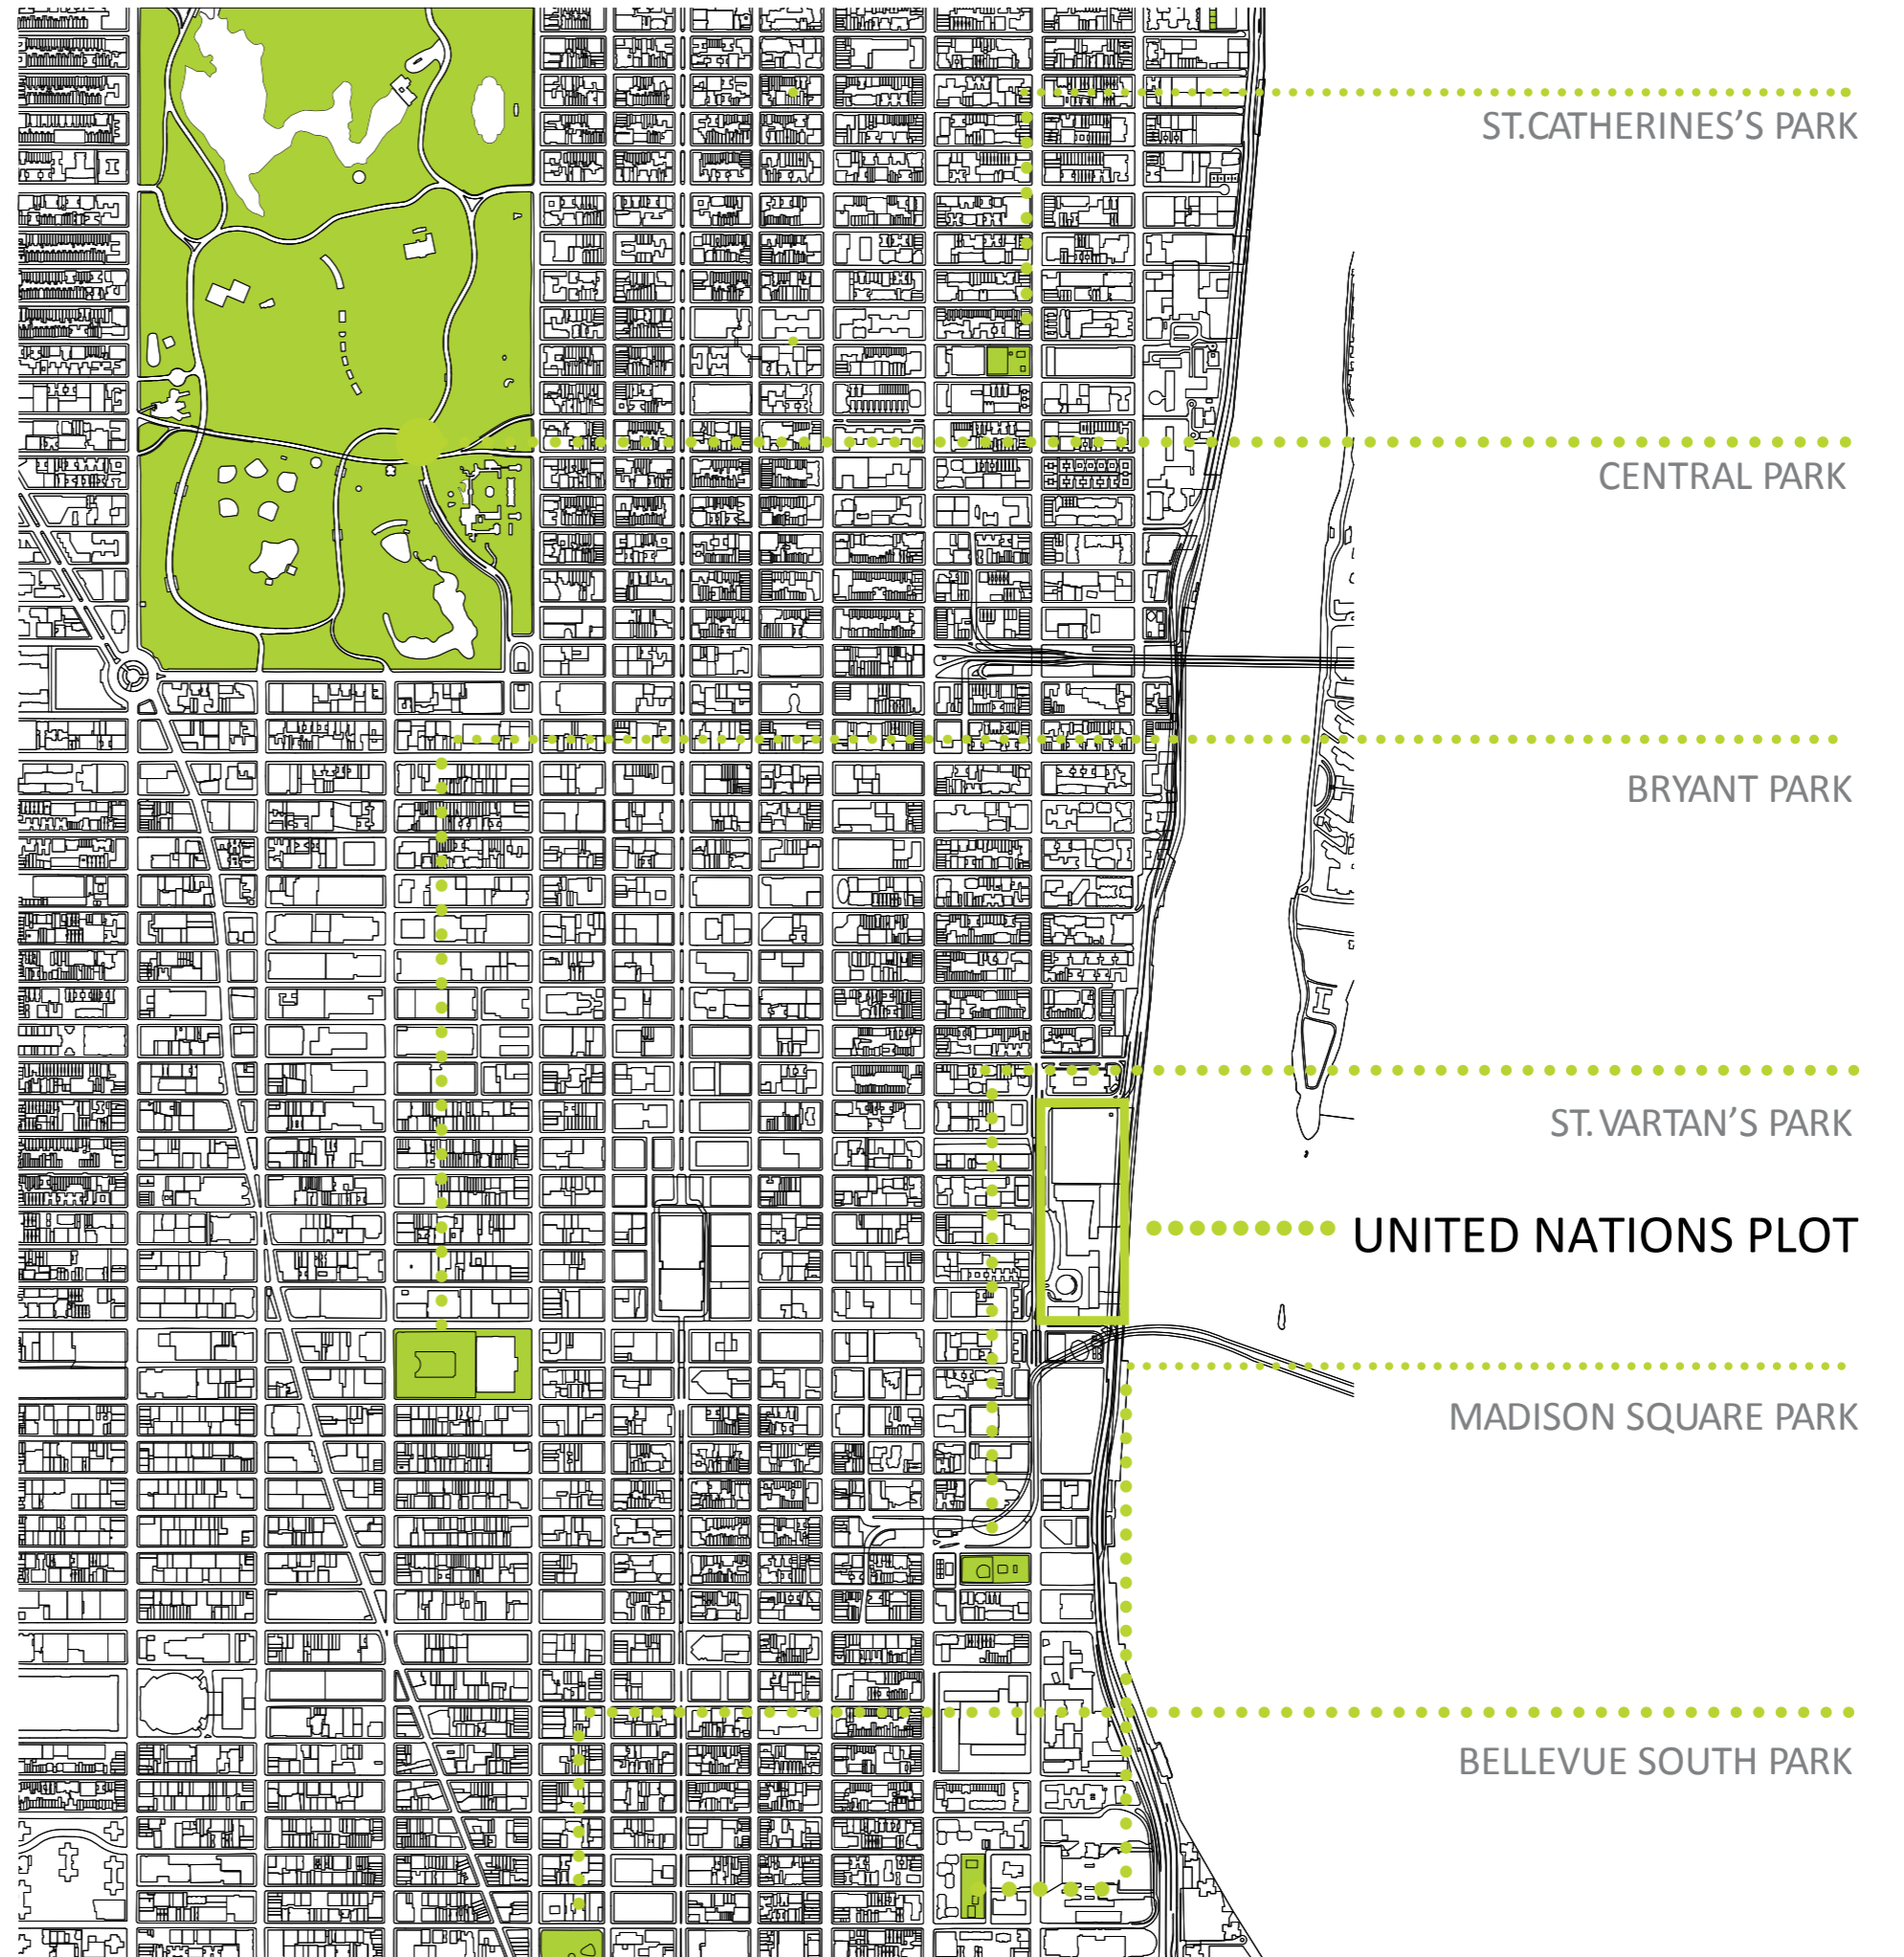 ST.CATHERINES'S PARK
CENTRAL PARK
BRYANT PARK
ST. VARTAN'S PARK
UNITED NATIONS PLOT
MADISON SQUARE PARK
BELLEVUE SOUTH PARK